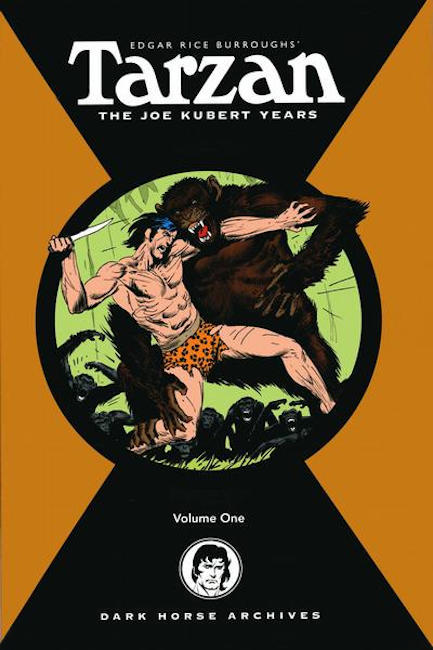 EDGAR RICE BURROUGHS'
Tarzan
THE JOE KUBERT YEARS
Volume One
DARK HORSE ARCHIVES